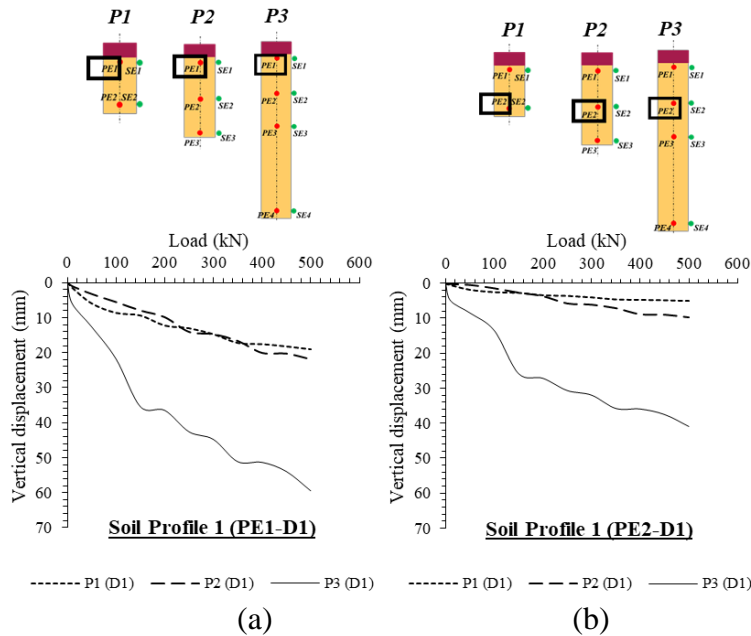 P1 P2 P3
PE1 SE1 PE1 SE1 PE1 SE1
PE2 SE2 PE2 SE2 PE2 SE2
PE3 SE3 PE3 SE3
PE4 SE4
Load (kN)
0 100 200 300 400 500 600
0
10
20
30
40
50
60
70
Vertical displacement (mm)
Soil Profile 1 (PE1-D1)
P1 (D1) P2 (D1) P3 (D1)
(a)
P1 P2 P3
PE1 SE1 PE1 SE1 PE1 SE1
PE2 SE2 PE2 SE2 PE2 SE2
PE3 SE3 PE3 SE3
PE4 SE4
Load (kN)
0 100 200 300 400 500 600
0
10
20
30
40
50
60
70
Vertical displacement (mm)
Soil Profile 1 (PE2-D1)
P1 (D1) P2 (D1) P3 (D1)
(b)